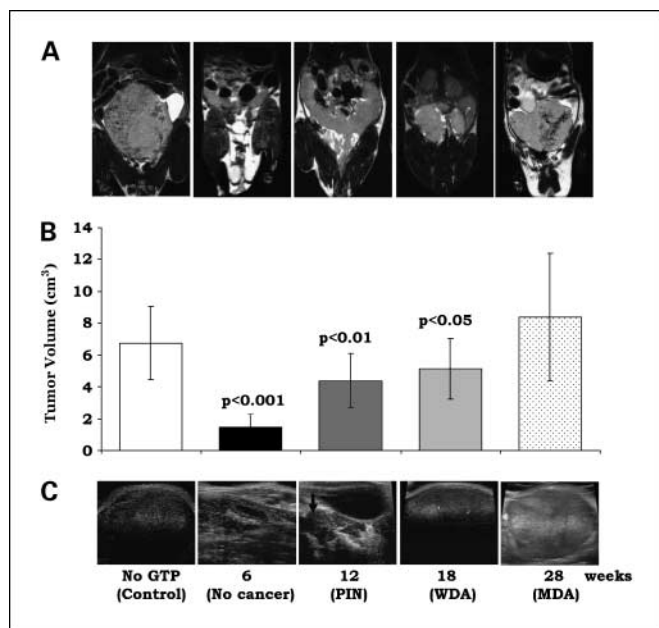 A
B
Tumor Volume (cm³)
14
12
10
8
6
4
2
0
p<0.001
p<0.01
p<0.05
C
No GTP 6 12 18 28 weeks
(Control) (No cancer) (PIN) (WDA) (MDA)